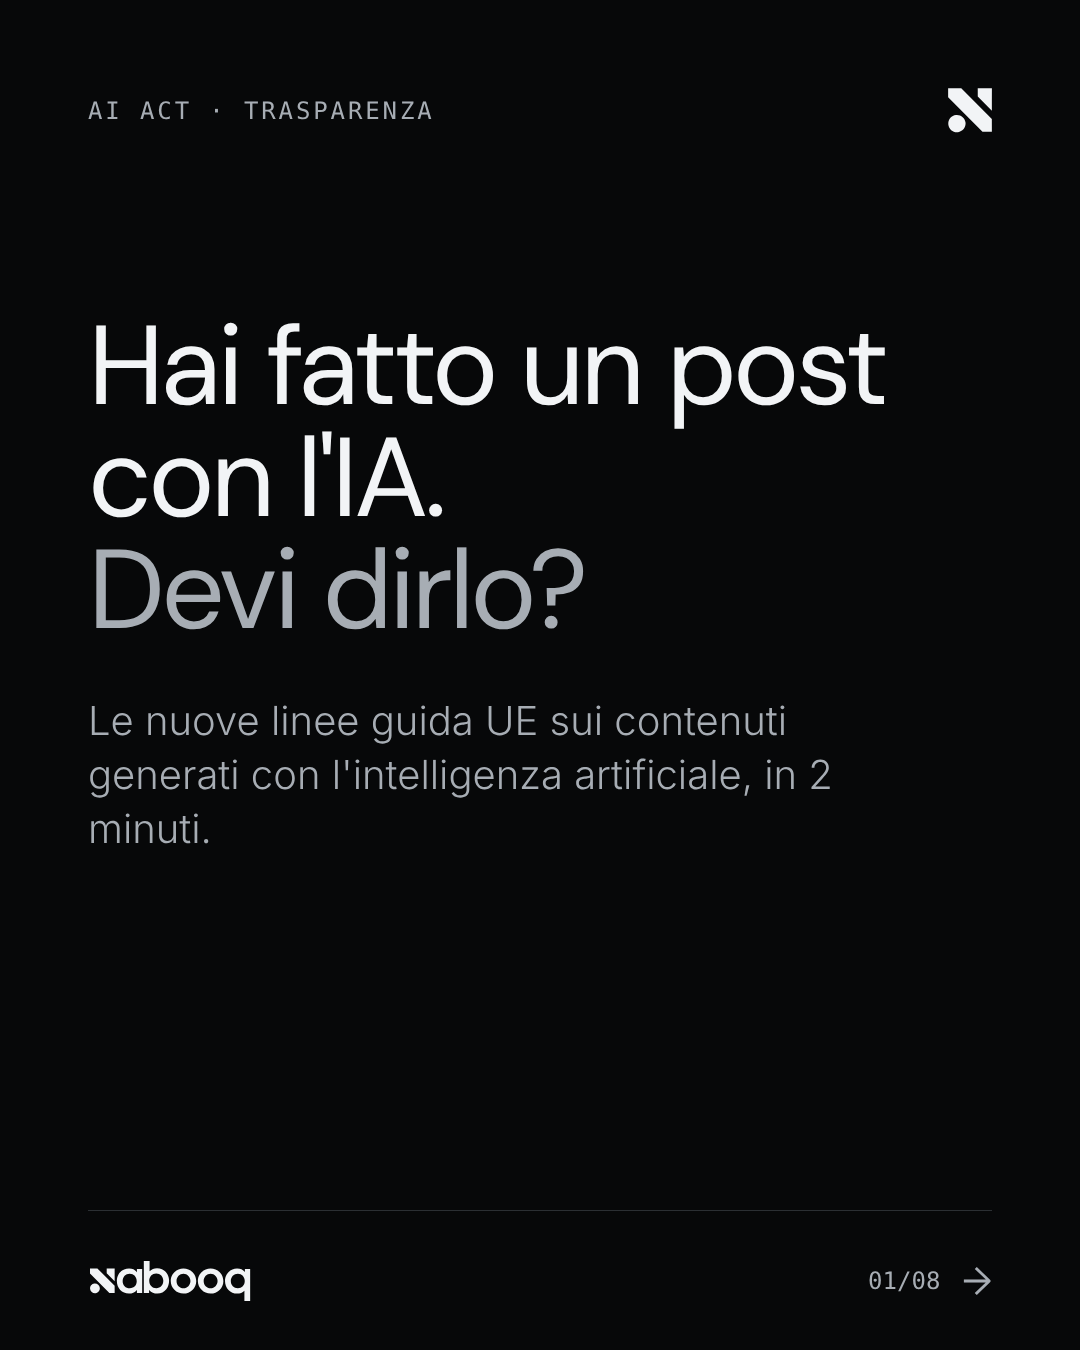 AI ACT · TRASPARENZA
Hai fatto un post
con l'IA.
Devi dirlo?
Le nuove linee guida UE sui contenuti
generati con l'intelligenza artificiale, in 2
minuti.
nabooq
01/08 →